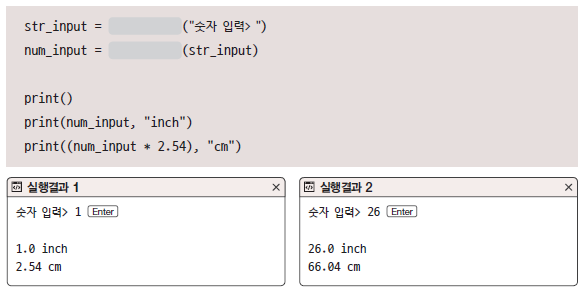 str_input = ("숫자 입력> ")
num_input = (str_input)
print()
print(num_input, "inch")
print((num_input * 2.54), "cm")
실행결과 1 ×
숫자 입력> 1 Enter
1.0 inch
2.54 cm
실행결과 2 ×
숫자 입력> 26 Enter
26.0 inch
66.04 cm